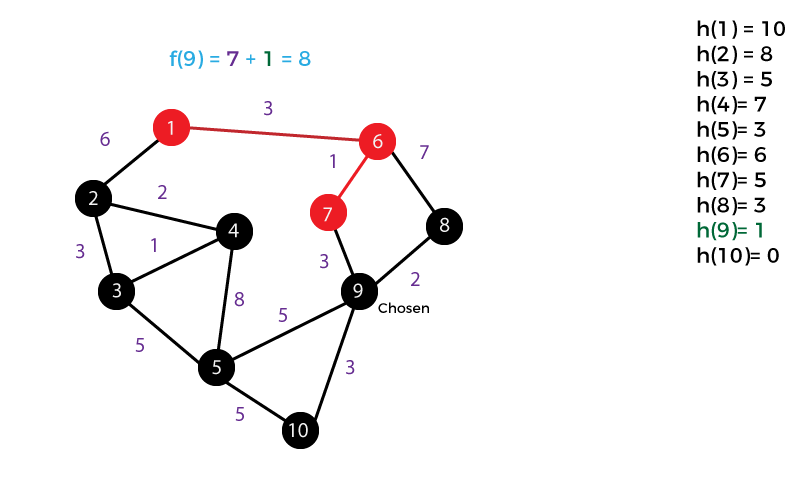 h(1) = 10
h(2) = 8
h(3) = 5
h(4)= 7
h(5)= 3
h(6)= 6
h(7)= 5
h(8)= 3
h(9)= 1
h(10)= 0
f(9) = 7 + 1 = 8
3
1
6
6
1
7
2
2
7
8
4
3
1
3
2
3
9
Chosen
8
5
5
5
3
5
10